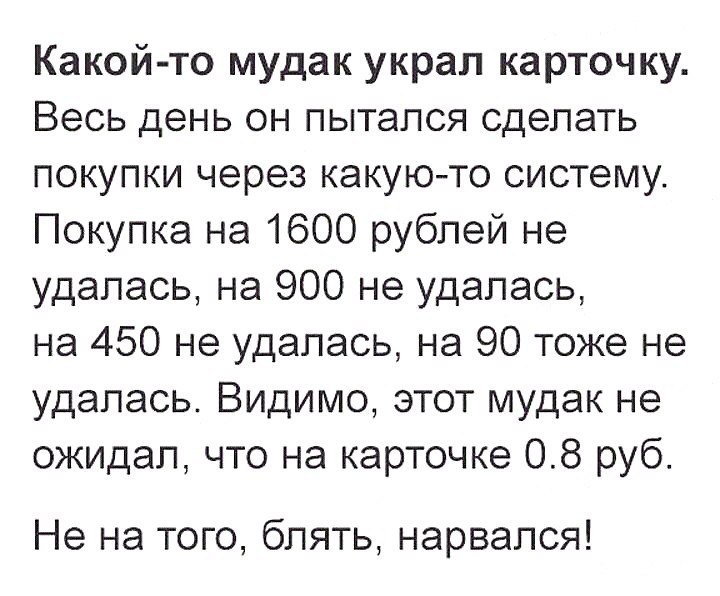 Какой-то мудак украл карточку.
Весь день он пытался сделать
покупки через какую-то систему.
Покупка на 1600 рублей не
удалась, на 900 не удалась,
на 450 не удалась, на 90 тоже не
удалась. Видимо, этот мудак не
ожидал, что на карточке 0.8 руб.
Не на того, блять, нарвался!